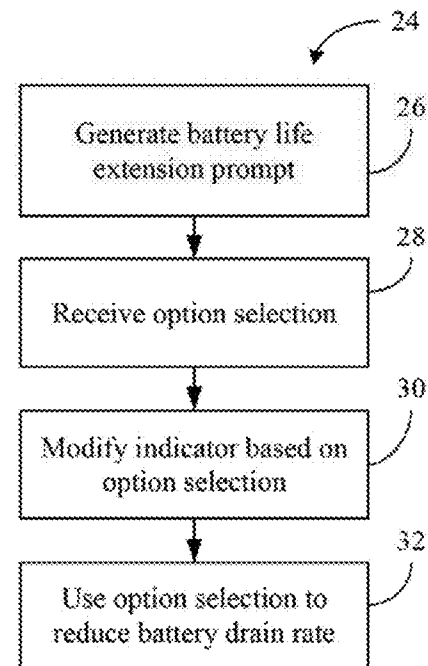 24
Generate battery life
extension prompt
26
Receive option selection
28
Modify indicator based on
option selection
30
Use option selection to
reduce battery drain rate
32